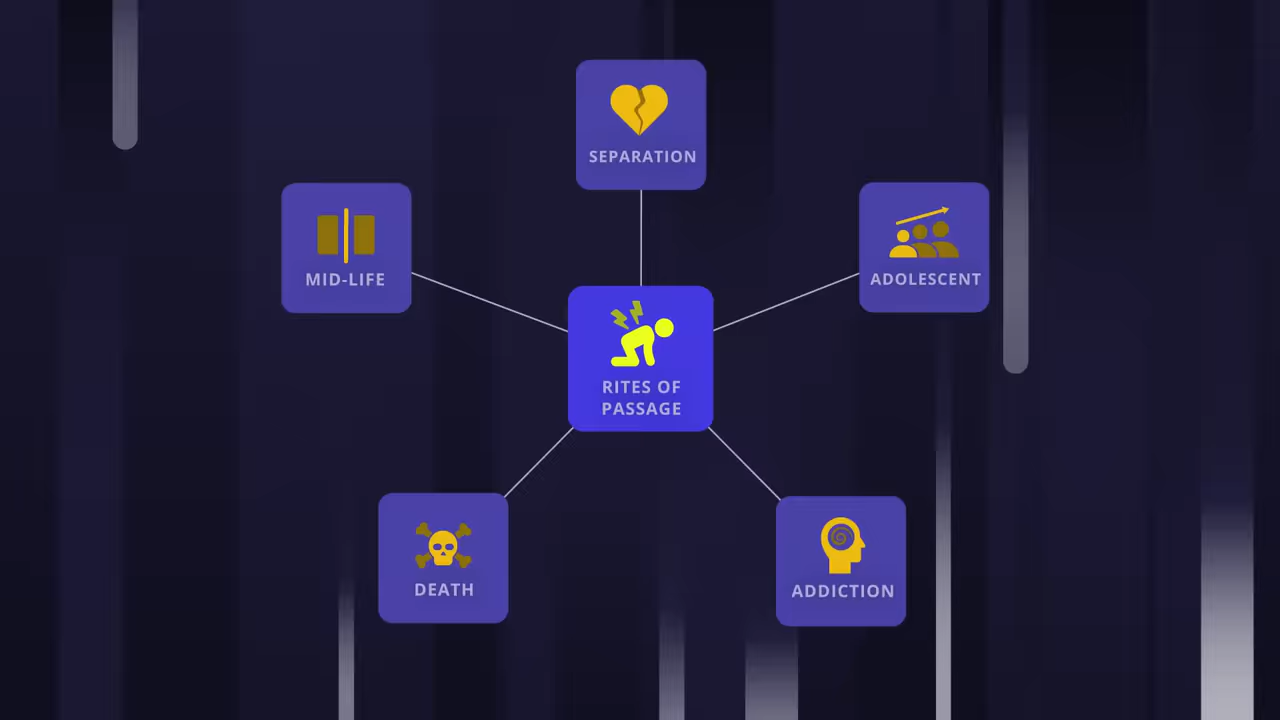 SEPARATION
MID-LIFE
ADOLESCENT
RITES OF
PASSAGE
DEATH
ADDICTION